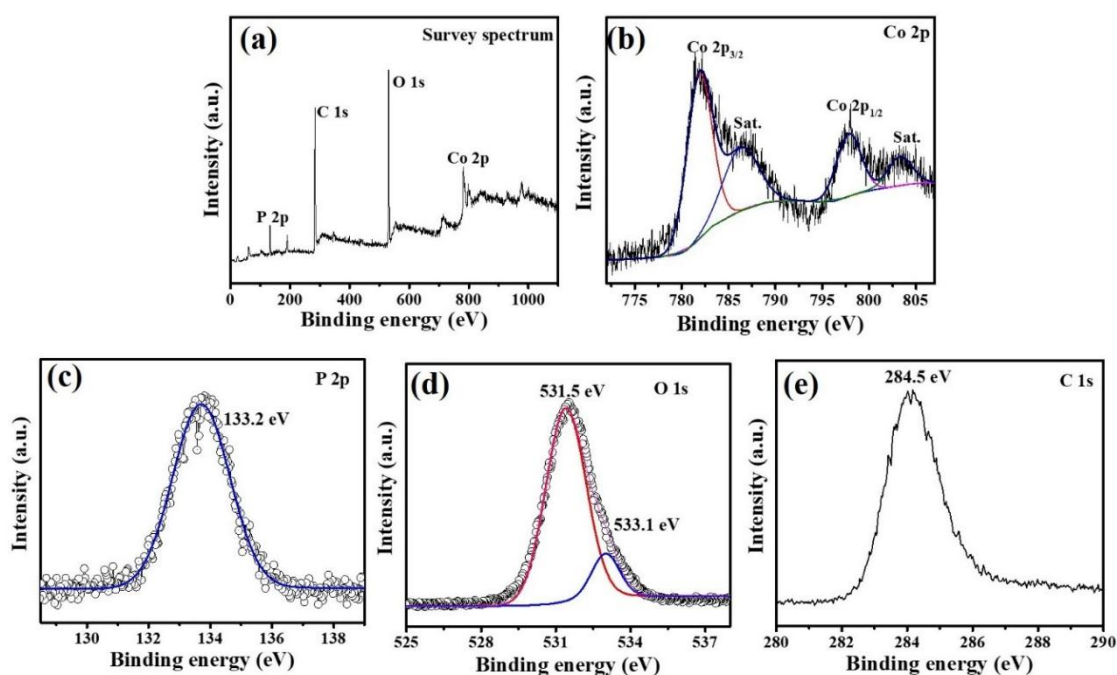 (a)
Survey spectrum
O 1s
C 1s
Co 2p
P 2p
Intensity (a.u.)
0 200 400 600 800 1000
Binding energy (eV)
(b)
Co 2p3/2
Co 2p
Sat.
Co 2p1/2
Sat.
Intensity (a.u.)
775 780 785 790 795 800 805
Binding energy (eV)
(c)
P 2p
133.2 eV
Intensity (a.u.)
130 132 134 136 138
Binding energy (eV)
(d)
531.5 eV
O 1s
533.1 eV
Intensity (a.u.)
525 528 531 534 537
Binding energy (eV)
(e)
284.5 eV
C 1s
Intensity (a.u.)
280 282 284 286 288 290
Binding energy (eV)